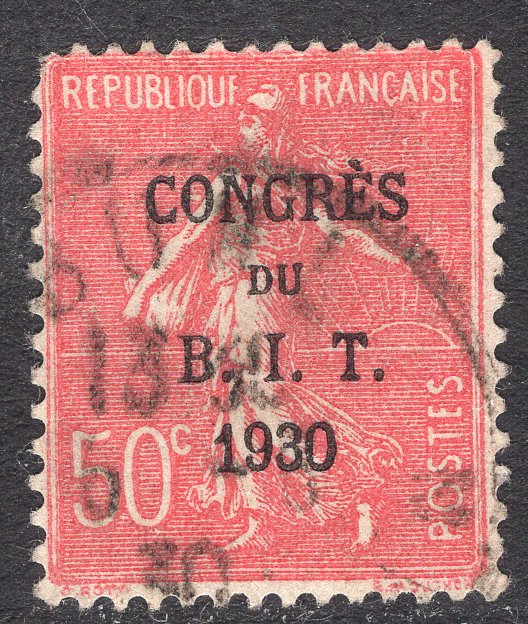 REPUBLIQUE FRANÇAISE
CONGRÈS
DU
B. I. T.
1930
50c
POSTES